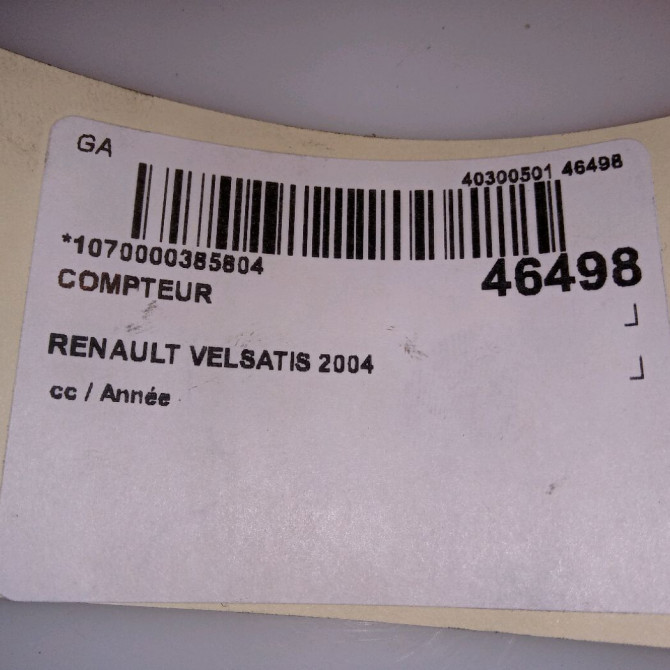 GA
40300501 46498
*1070000385804
46498
COMPTEUR
RENAULT VELSATIS 2004
cc / Année